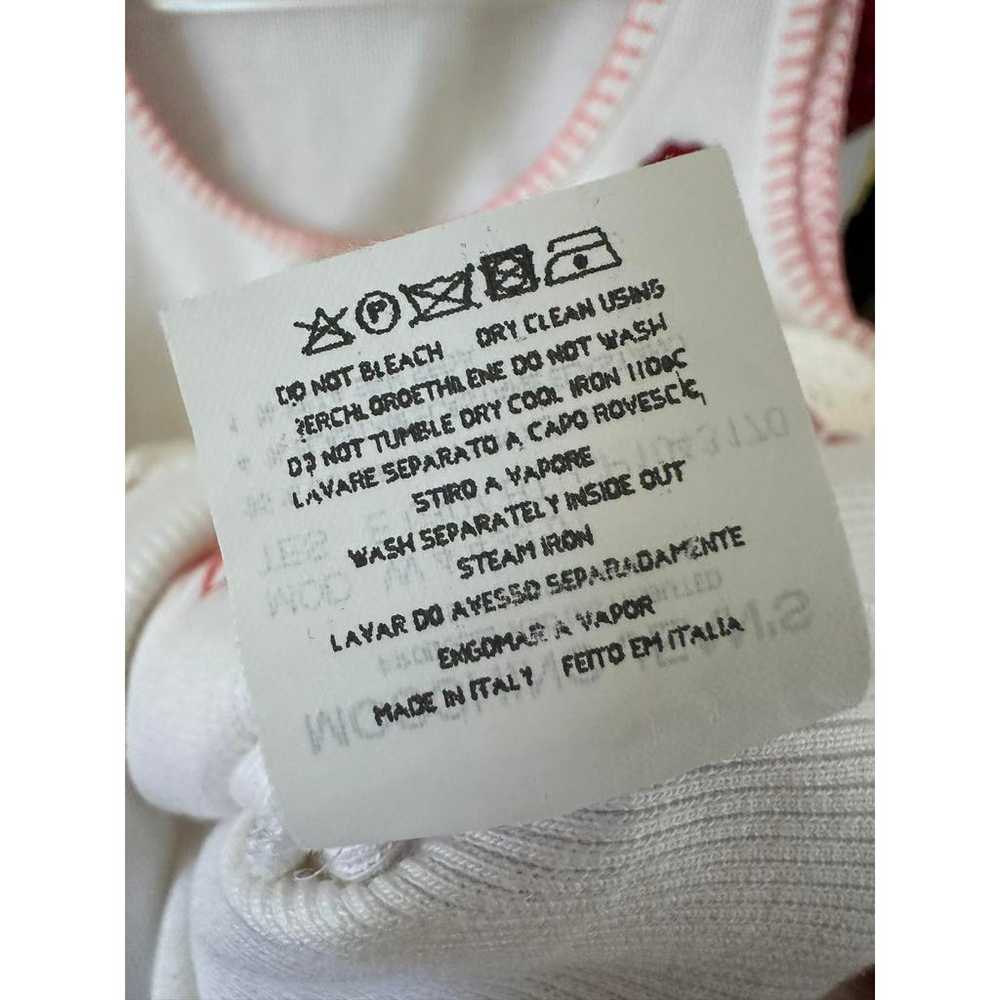 P
DO NOT BLEACH DRY CLEAN USING
PERCHLOROETHILENE DO NOT WASH
DO NOT TUMBLE DRY COOL IRON 110°C
LAVARE SEPARATO A CAPO ROVESCIO
STIRO A VAPORE
WASH SEPARATELY INSIDE OUT
STEAM IRON
LAVAR DO AVESSO SEPARADAMENTE
ENGOMAR A VAPOR
MADE IN ITALY FEITO EM ITALIA